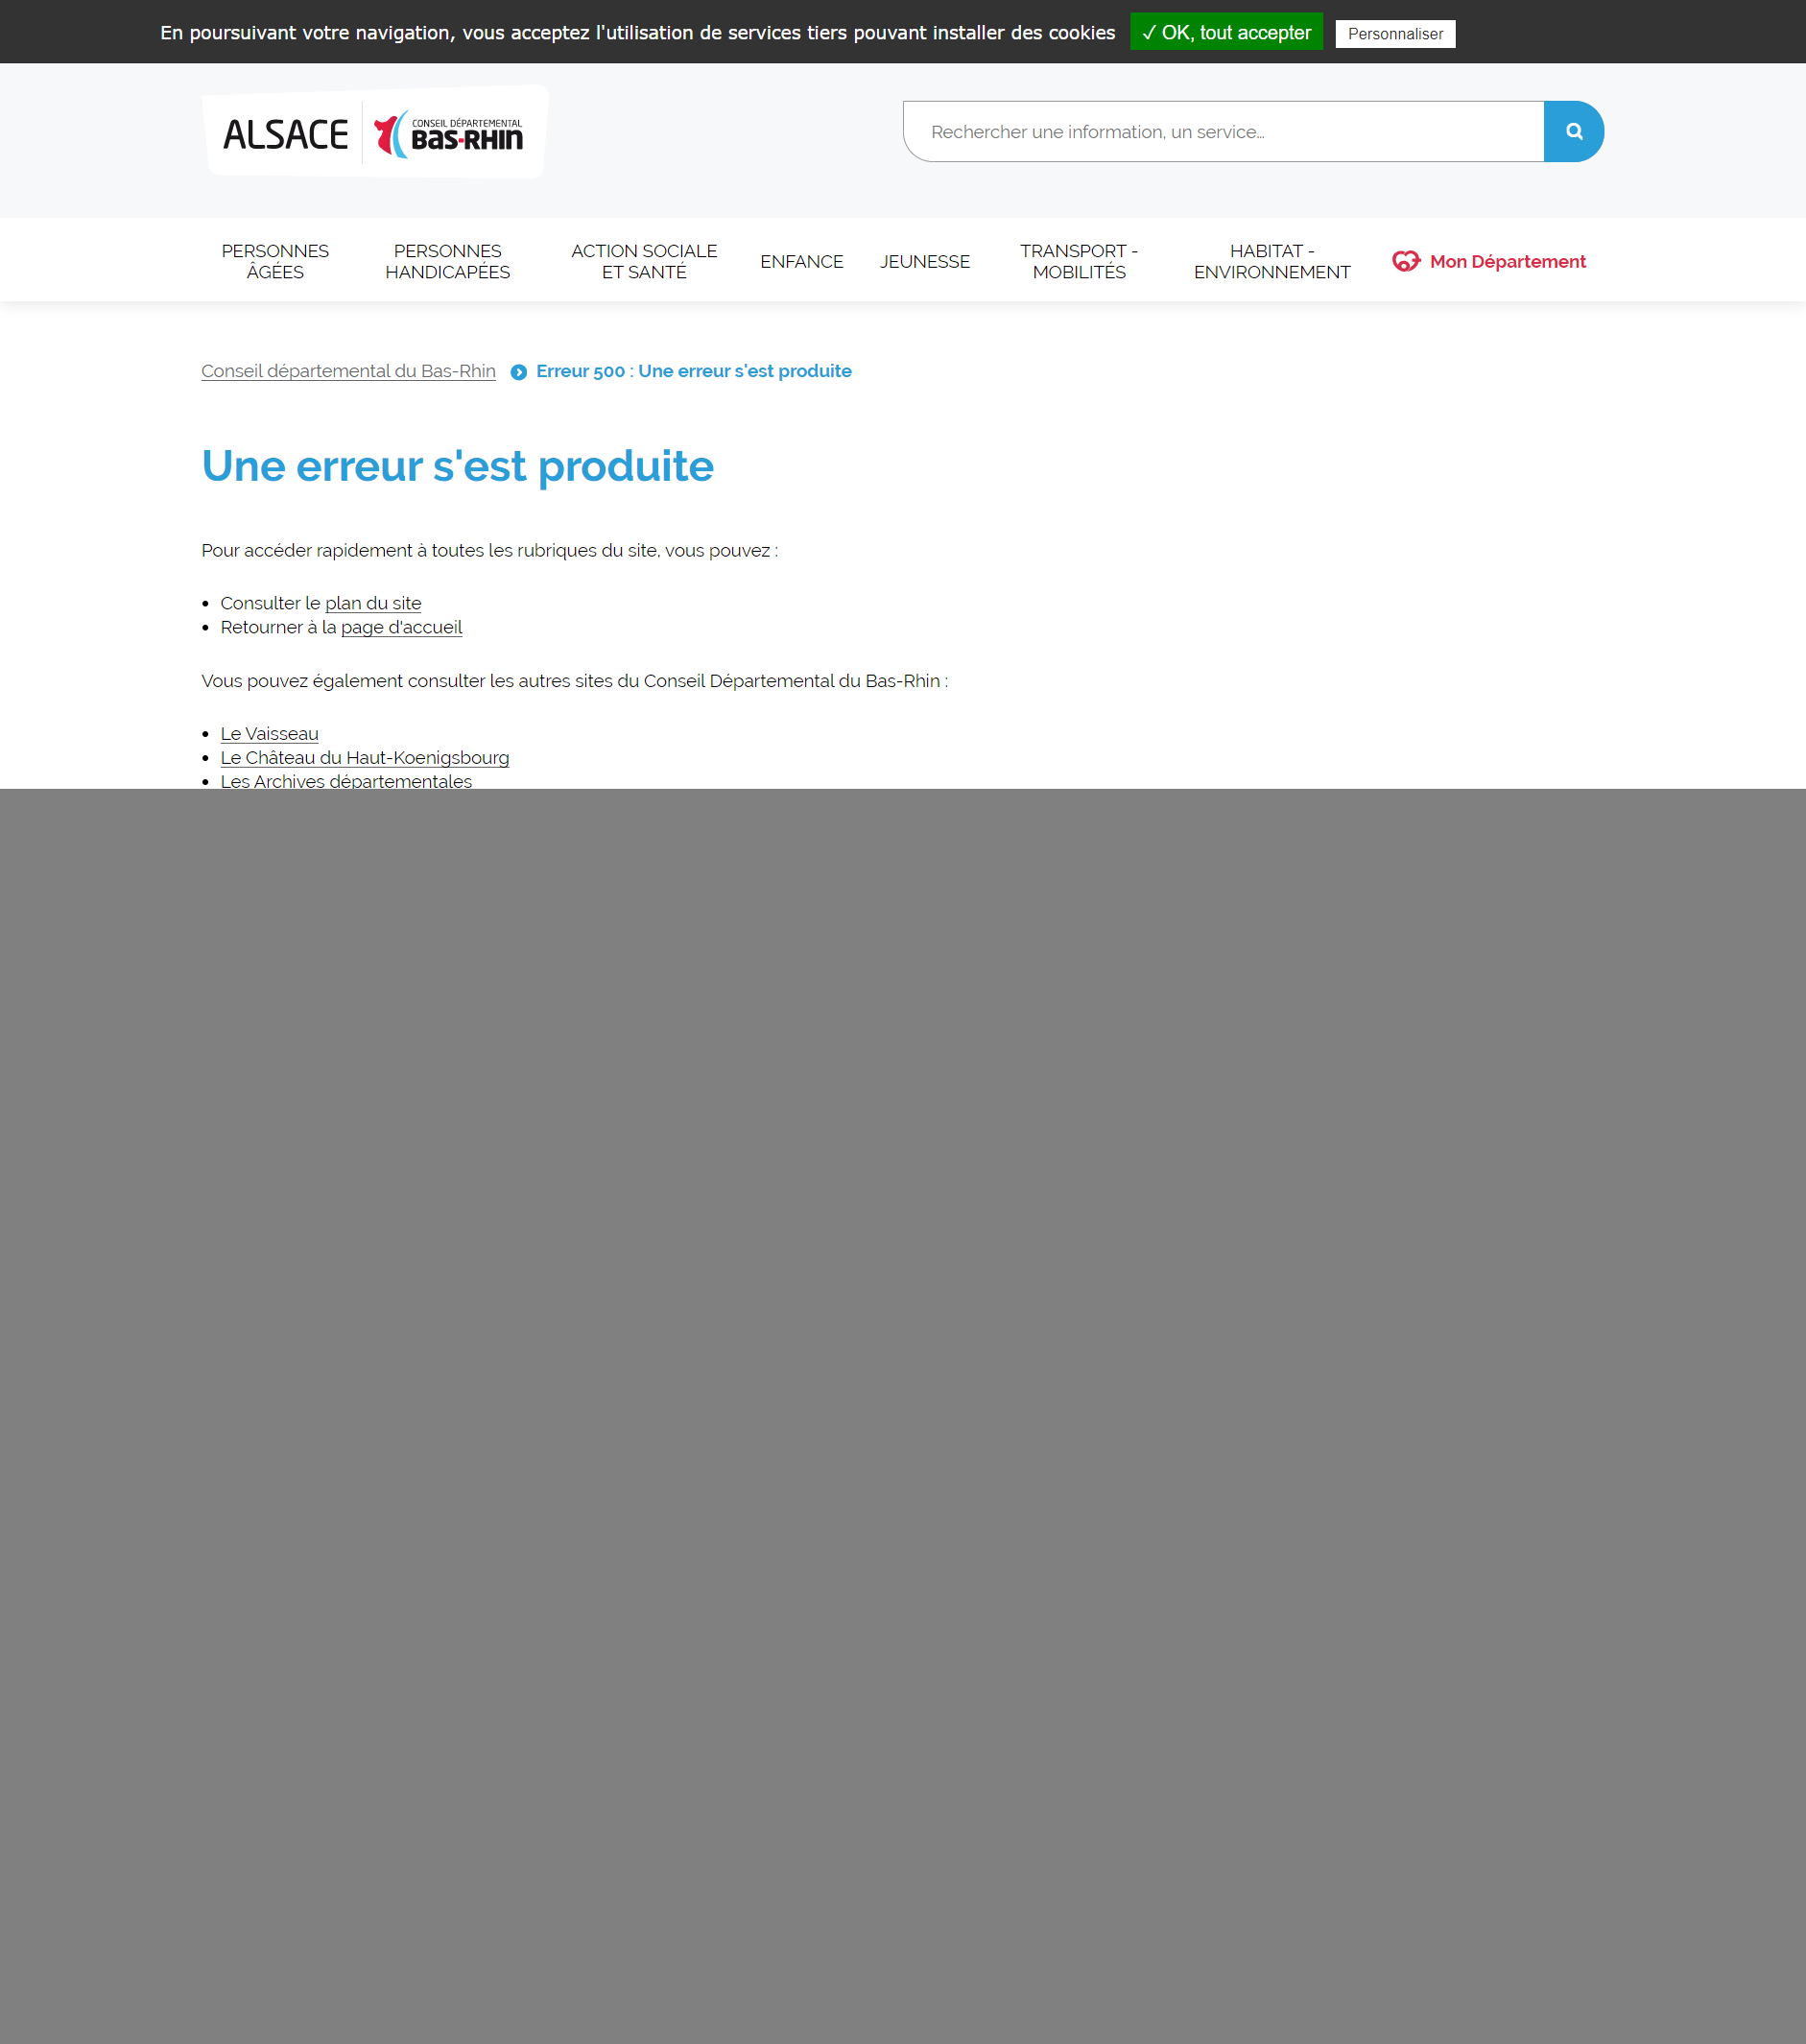 En poursuivant votre navigation, vous acceptez l'utilisation de services tiers pouvant installer des cookies ✓ OK, tout accepter Personnaliser
ALSACE CONSEIL DÉPARTEMENTAL
Bas-Rhin
Rechercher une information, un service...
PERSONNES
ÂGÉES
PERSONNES
HANDICAPÉES
ACTION SOCIALE
ET SANTÉ
ENFANCE
JEUNESSE
TRANSPORT -
MOBILITÉS
HABITAT -
ENVIRONNEMENT
Mon Département
Conseil départemental du Bas-Rhin Erreur 500 : Une erreur s'est produite
Une erreur s'est produite
Pour accéder rapidement à toutes les rubriques du site, vous pouvez :
• Consulter le plan du site
• Retourner à la page d'accueil
Vous pouvez également consulter les autres sites du Conseil Départemental du Bas-Rhin :
• Le Vaisseau
• Le Château du Haut-Koenigsbourg
• Les Archives départementales